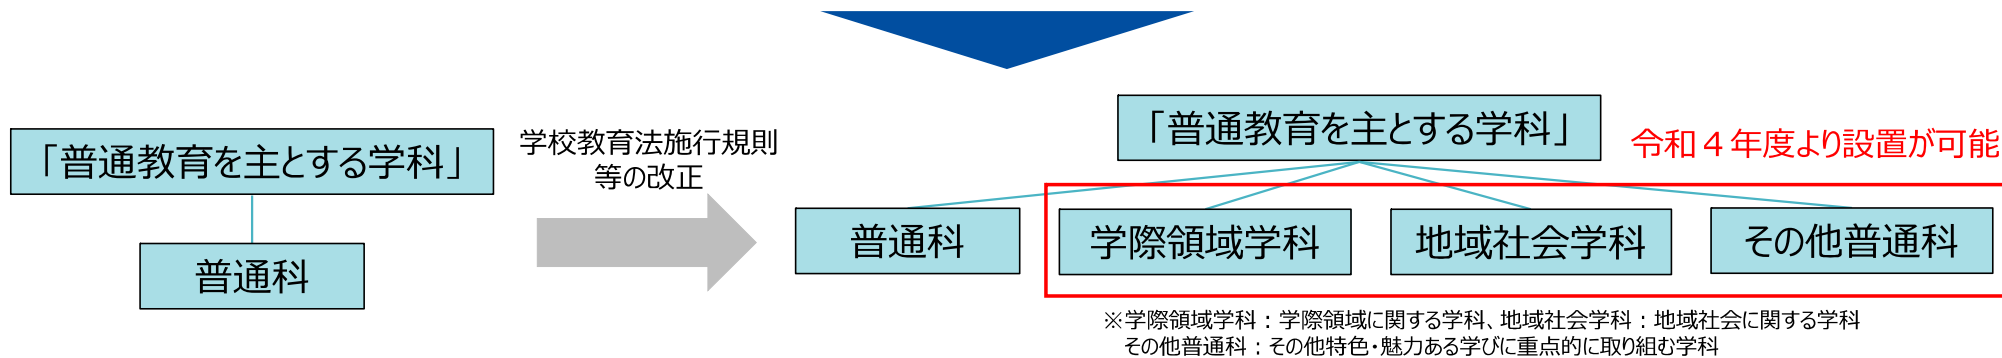 「普通教育を主とする学科」
普通科
学校教育法施行規則
等の改正
「普通教育を主とする学科」
令和４年度より設置が可能
普通科
学際領域学科
地域社会学科
その他普通科
※学際領域学科：学際領域に関する学科、地域社会学科：地域社会に関する学科
その他普通科：その他特色・魅力ある学びに重点的に取り組む学科